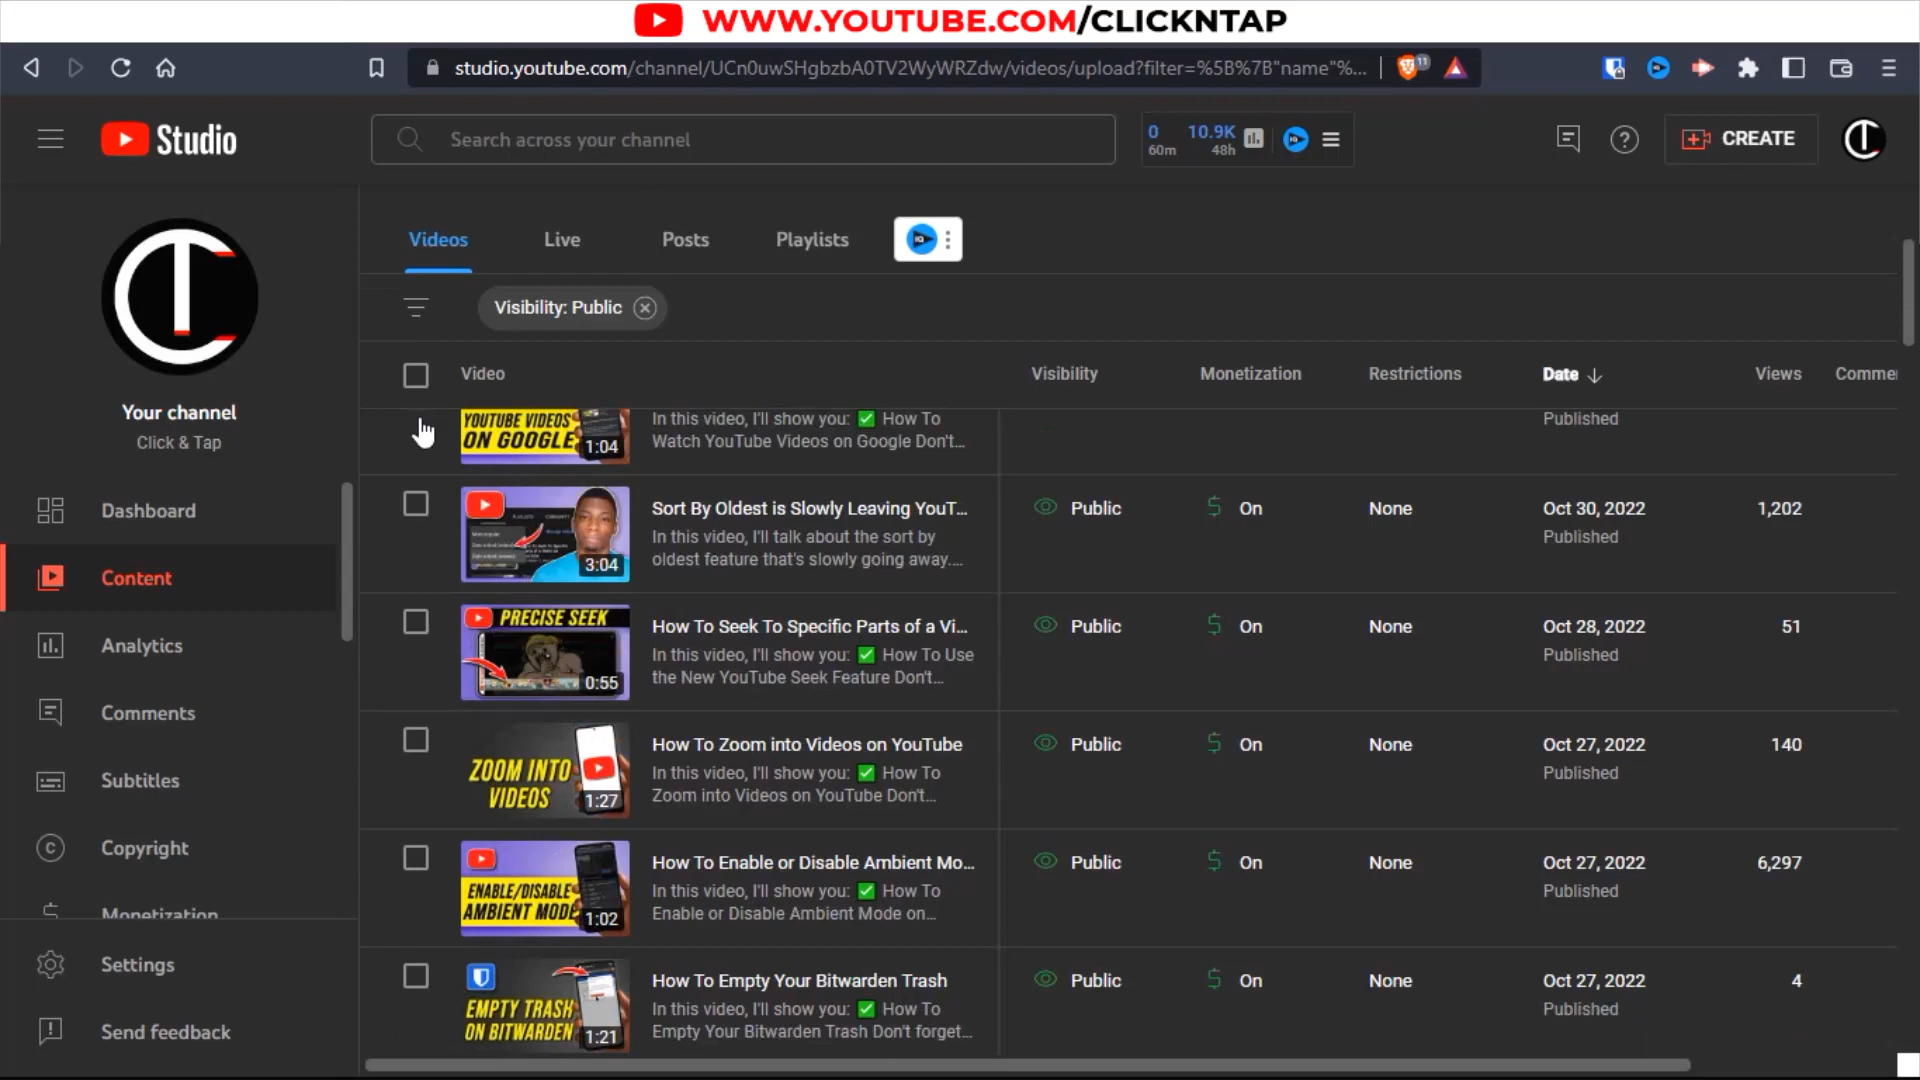 WWW.YOUTUBE.COM/CLICKNTAP
studio.youtube.com/channel/UCn0uwSHgbzbA0TV2WyWRZdw/videos/upload?filter=%5B%7B"name"%...
11
Studio
Search across your channel
0
60m
10.9K
48h
CREATE
Your channel
Click & Tap
Dashboard
Content
Analytics
Comments
Subtitles
Copyright
Monetization
Settings
Send feedback
Videos
Live
Posts
Playlists
IQ
Visibility: Public
Video
Visibility
Monetization
Restrictions
Date
Views
Commer
YOUTUBE VIDEOS
ON GOOGLE
1:04
In this video, I'll show you: ✅ How To
Watch YouTube Videos on Google Don't...
Published
3:04
Sort By Oldest is Slowly Leaving YouT...
In this video, I'll talk about the sort by
oldest feature that's slowly going away....
Public
On
None
Oct 30, 2022
Published
1,202
PRECISE SEEK
0:55
How To Seek To Specific Parts of a Vi...
In this video, I'll show you: ✅ How To Use
the New YouTube Seek Feature Don't...
Public
On
None
Oct 28, 2022
Published
51
ZOOM INTO
VIDEOS
1:27
How To Zoom into Videos on YouTube
In this video, I'll show you: ✅ How To
Zoom into Videos on YouTube Don't...
Public
On
None
Oct 27, 2022
Published
140
ENABLE/DISABLE
AMBIENT MODE
1:02
How To Enable or Disable Ambient Mo...
In this video, I'll show you: ✅ How To
Enable or Disable Ambient Mode on...
Public
On
None
Oct 27, 2022
Published
6,297
EMPTY TRASH
ON BITWARDEN
1:21
How To Empty Your Bitwarden Trash
In this video, I'll show you: ✅ How To
Empty Your Bitwarden Trash Don't forget...
Public
On
None
Oct 27, 2022
Published
4